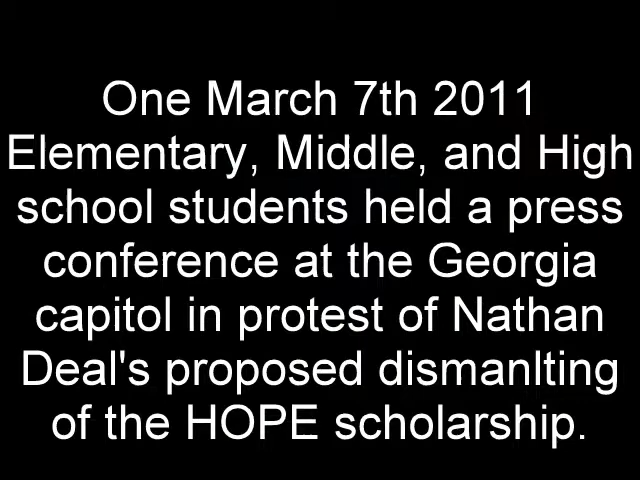 One March 7th 2011
Elementary, Middle, and High
school students held a press
conference at the Georgia
capitol in protest of Nathan
Deal's proposed dismanlting
of the HOPE scholarship.